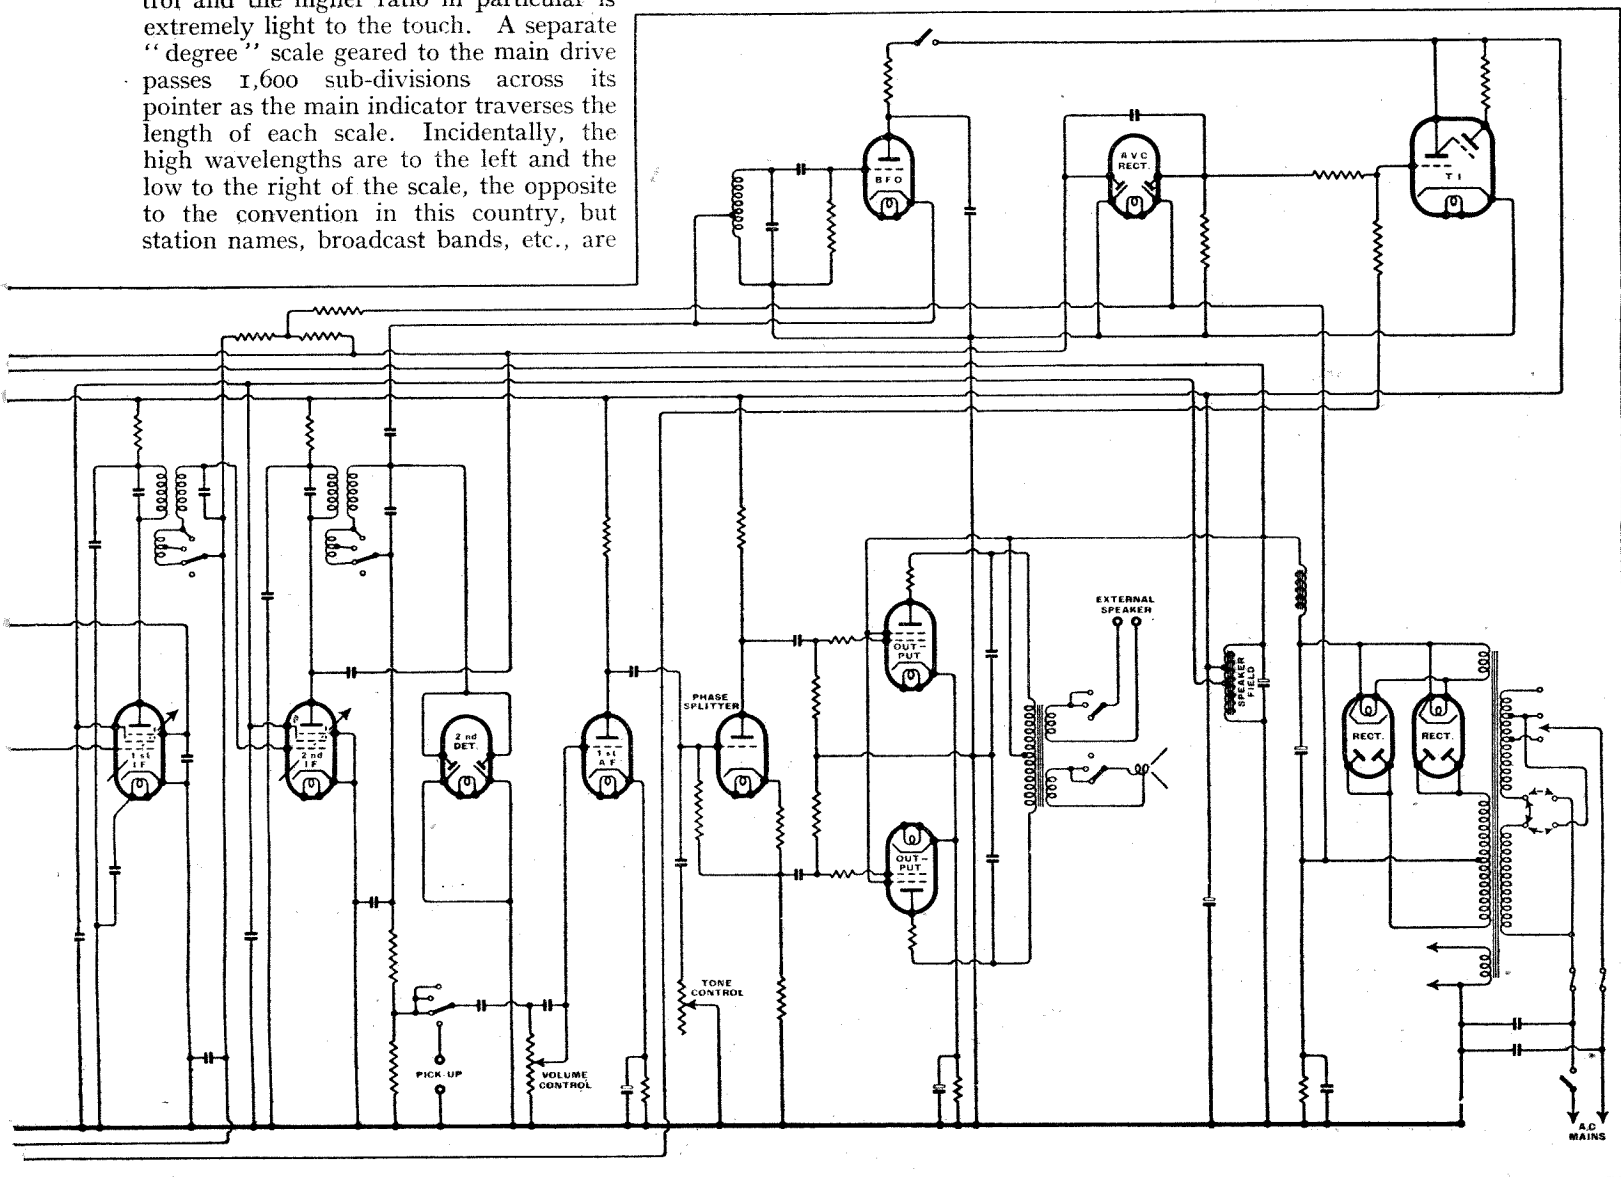 trol and the higher ratio in particular is
extremely light to the touch. A separate
“degree” scale geared to the main drive
passes 1,600 sub-divisions across its
pointer as the main indicator traverses the
length of each scale. Incidentally, the
high wavelengths are to the left and the
low to the right of the scale, the opposite
to the convention in this country, but
station names, broadcast bands, etc., are
BFO
AVC
RECT.
TI
EXTERNAL
SPEAKER
OUT-
PUT
SPEAKER
FIELD
PHASE
SPLITTER
1st
IF
2nd
IF
2nd
DET.
1st
AF
RECT.
RECT.
OUT-
PUT
TONE
CONTROL
PICK-UP
VOLUME
CONTROL
A.C
MAINS